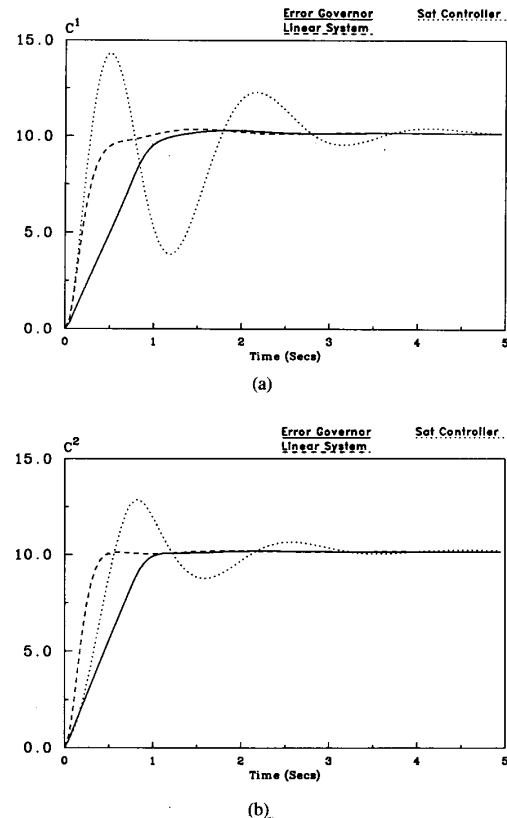 Error Governor Sat Controller
Linear System
C¹
15.0
10.0
5.0
0.0
0 1 2 3 4 5
Time (Secs)
(a)
Error Governor Sat Controller
Linear System
C²
15.0
10.0
5.0
0.0
0 1 2 3 4 5
Time (Secs)
(b)